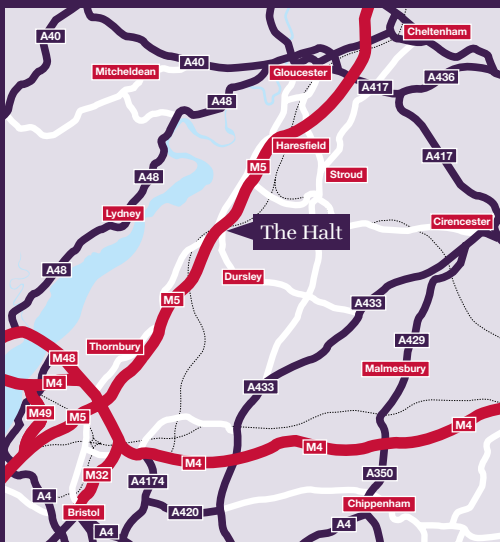 Cheltenham
A40
A40
Mitcheldean
Gloucester
A436
A417
A48
Haresfield
A417
M5
Stroud
A48
Lydney
Cirencester
The Halt
A48
Dursley
M5
A433
A429
Thornbury
M48
Malmesbury
M4
A433
M49
M5
M4
M4
M4
M32
A4174
A350
A4
Chippenham
Bristol
A420
A4
A4